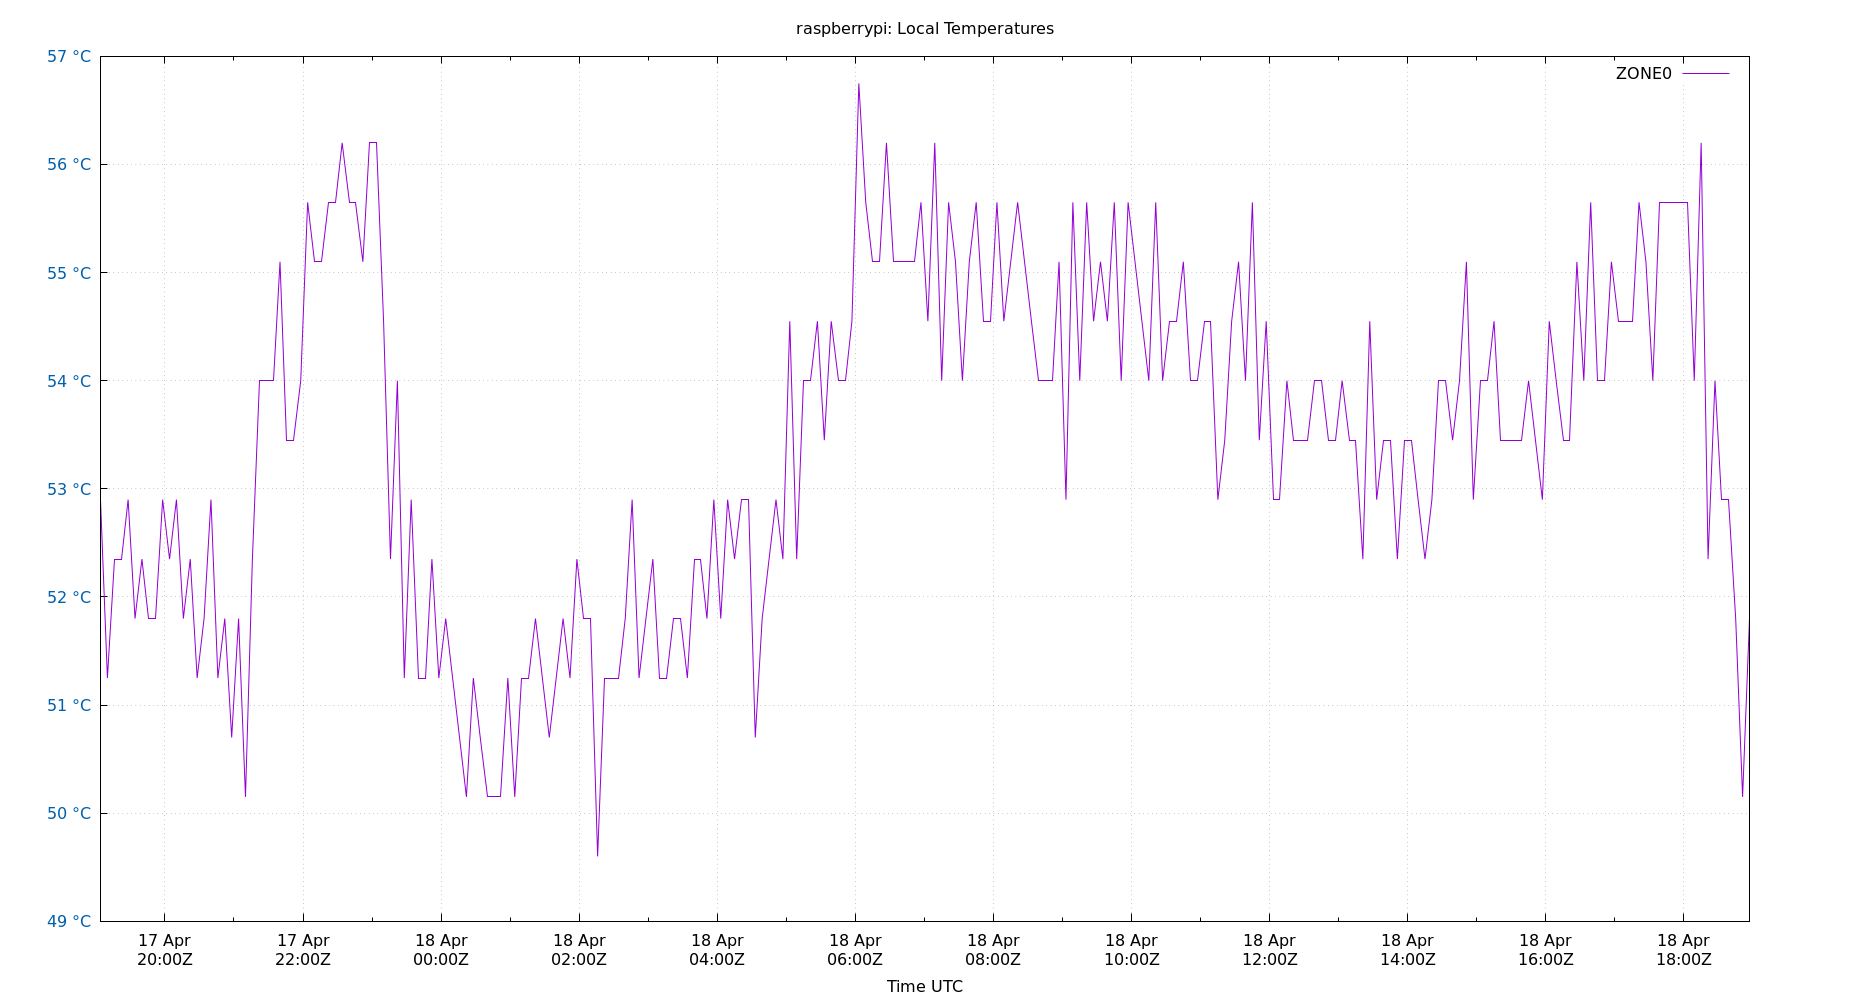 raspberrypi: Local Temperatures
ZONE0
57 °C
56 °C
55 °C
54 °C
53 °C
52 °C
51 °C
50 °C
49 °C
17 Apr
20:00Z
17 Apr
22:00Z
18 Apr
00:00Z
18 Apr
02:00Z
18 Apr
04:00Z
18 Apr
06:00Z
18 Apr
08:00Z
18 Apr
10:00Z
18 Apr
12:00Z
18 Apr
14:00Z
18 Apr
16:00Z
18 Apr
18:00Z
Time UTC